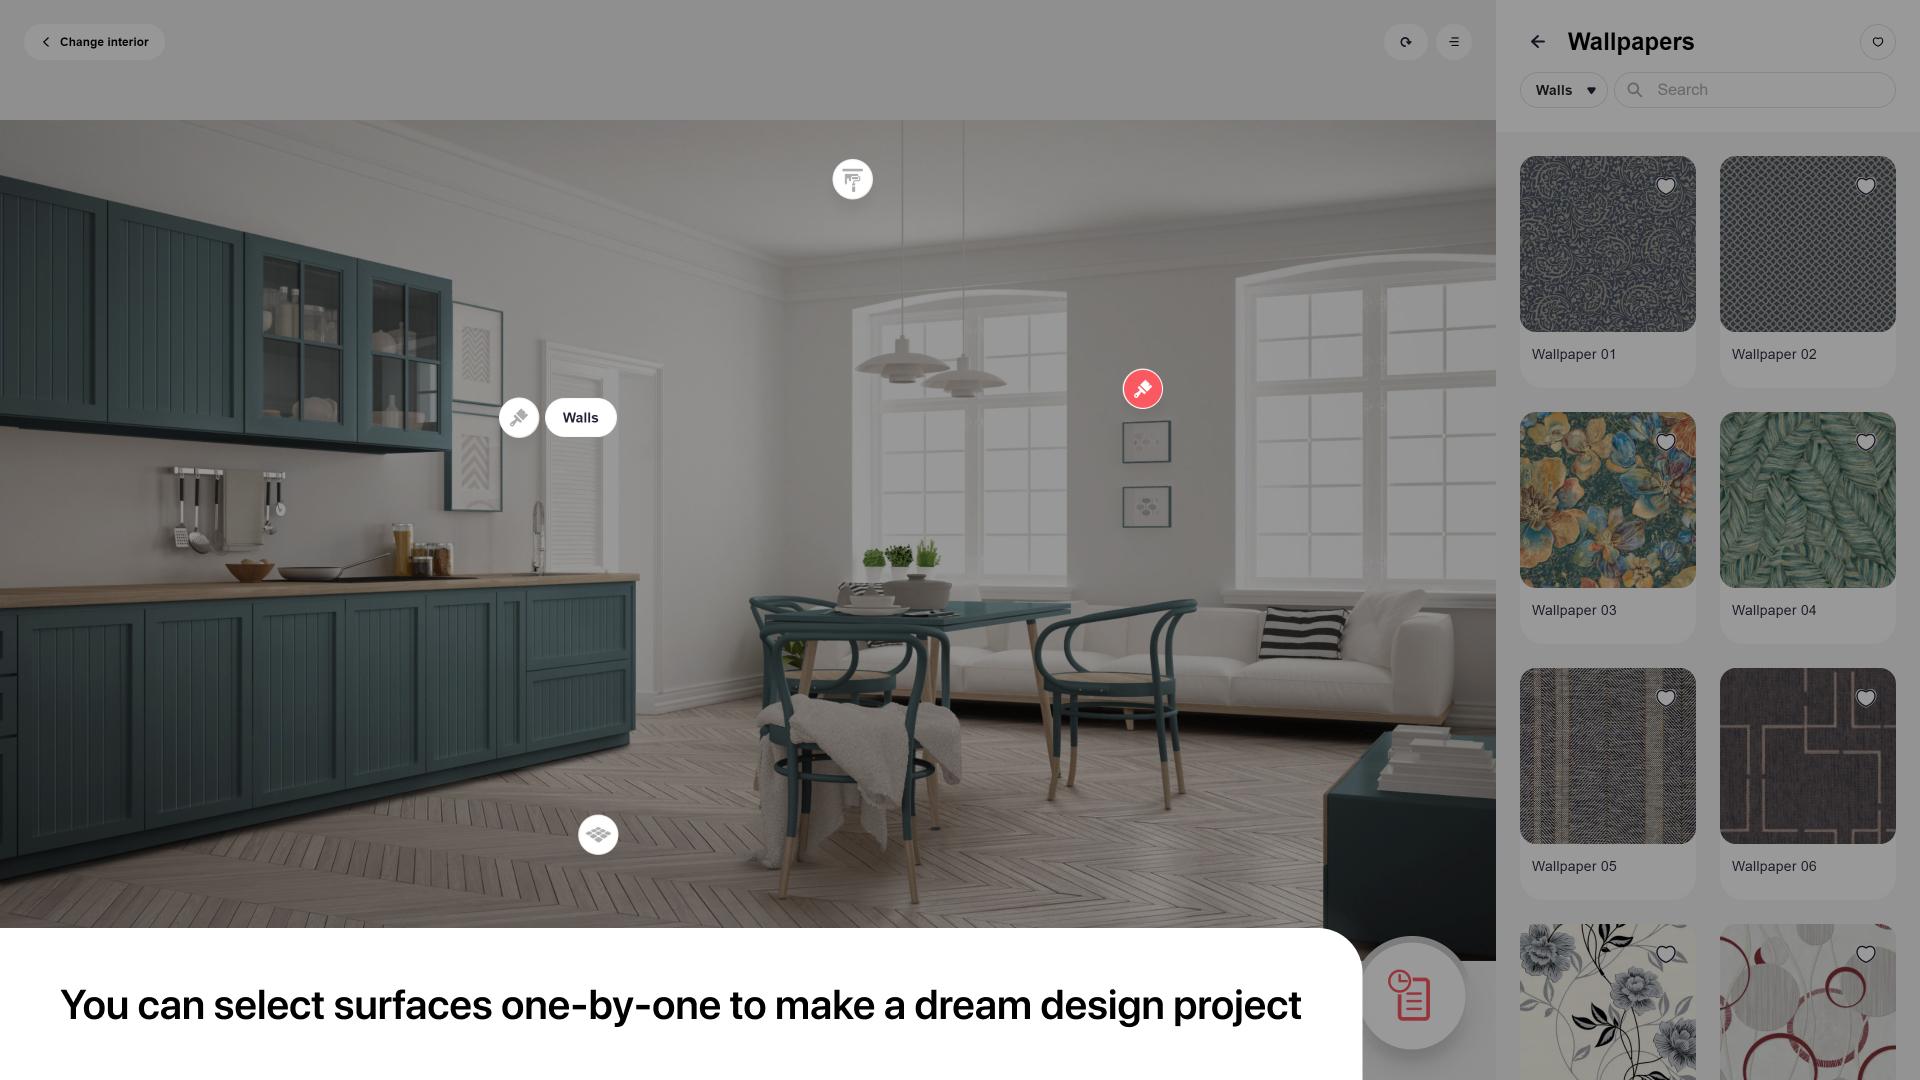 Change interior
Wallpapers
Walls
Search
Walls
Wallpaper 01
Wallpaper 02
Wallpaper 03
Wallpaper 04
Wallpaper 05
Wallpaper 06
You can select surfaces one-by-one to make a dream design project